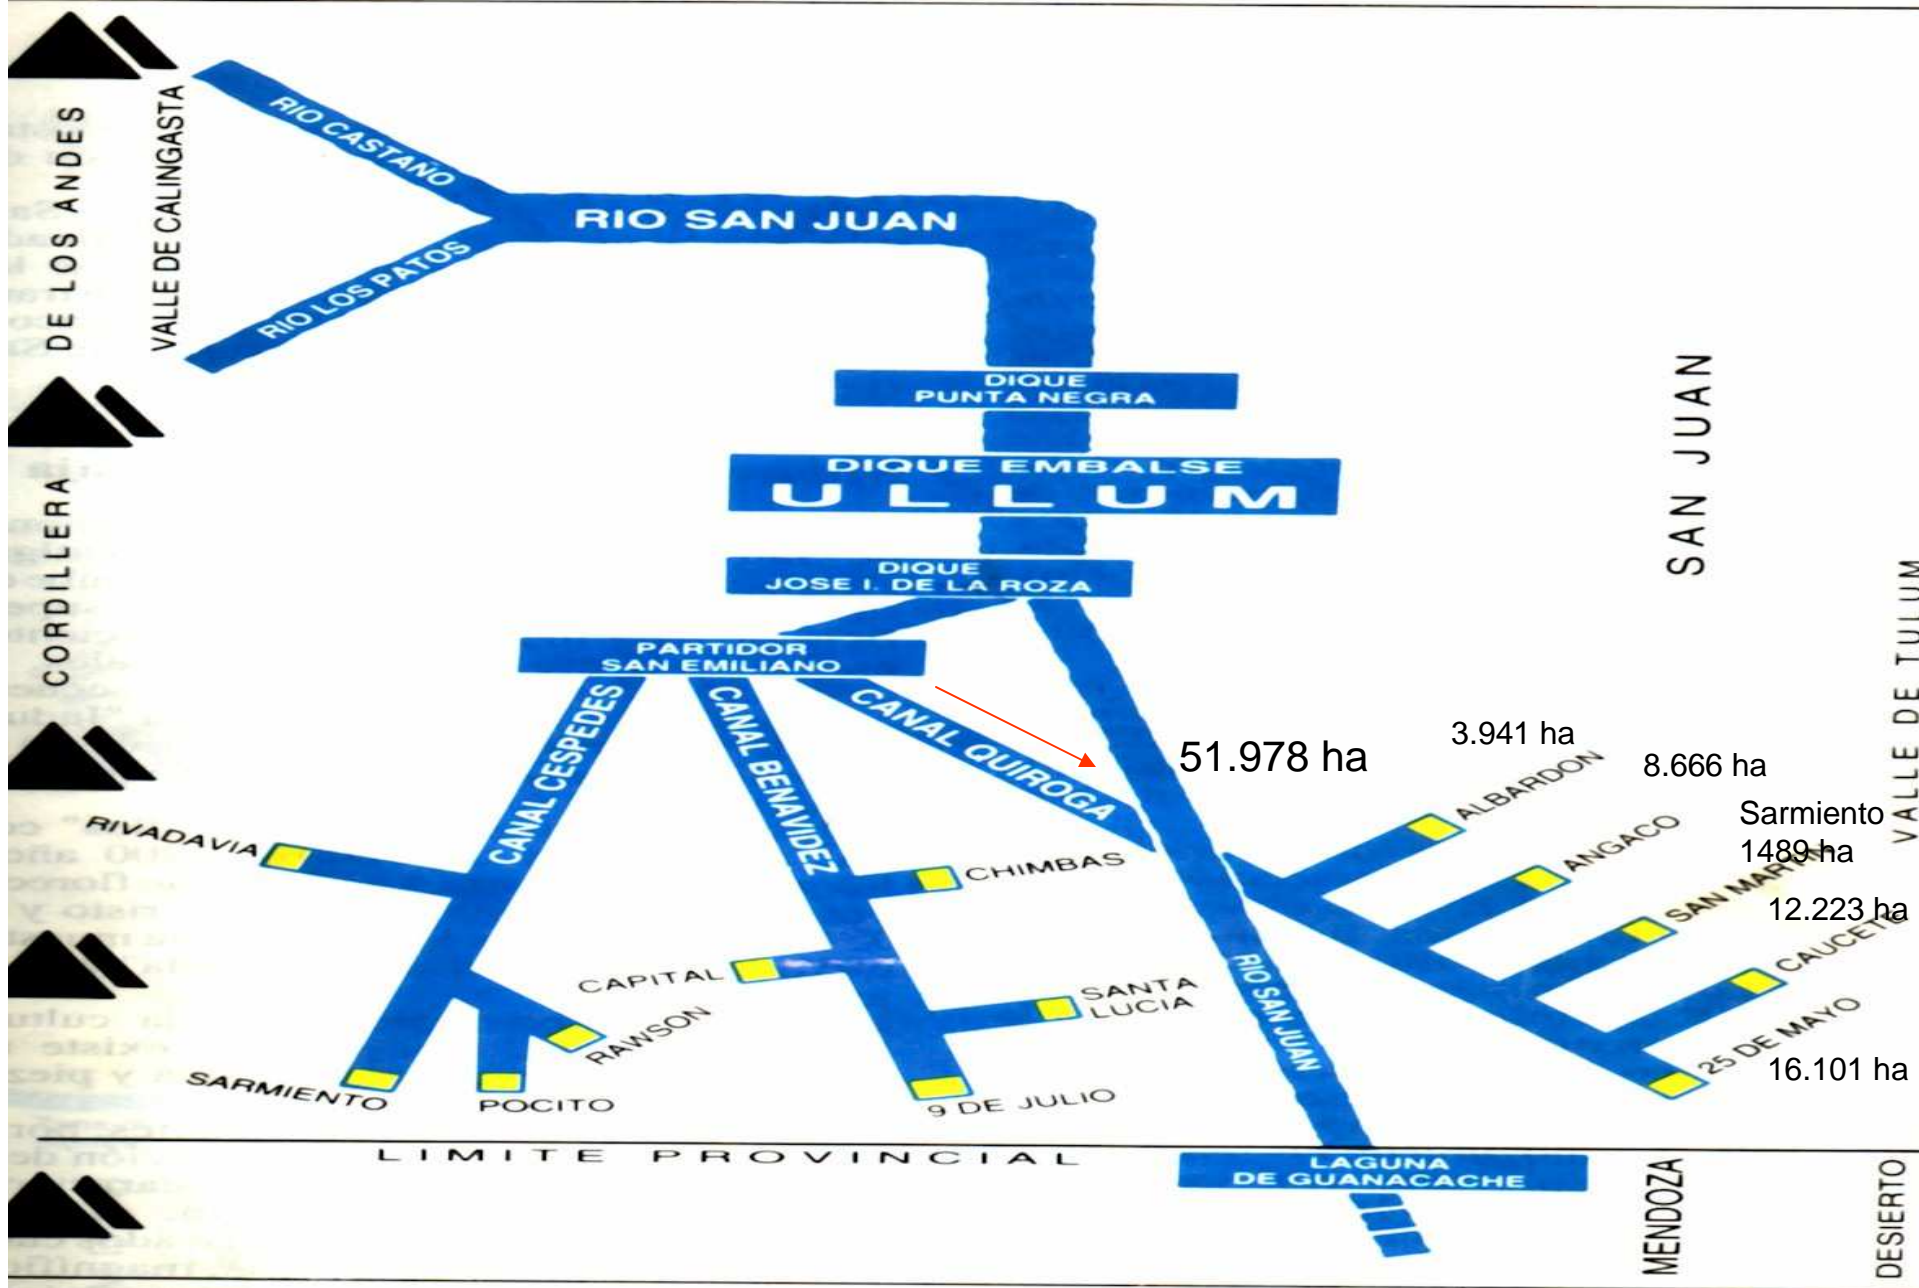 CORDILLERA DE LOS ANDES
VALLE DE CALINGASTA
RIO CASTAÑO
RIO LOS PATOS
RIO SAN JUAN
DIQUE
PUNTA NEGRA
DIQUE EMBALSE
ULLUM
DIQUE
JOSE I. DE LA ROZA
PARTIDOR
SAN EMILIANO
CANAL CESPEDES
CANAL BENAVIDEZ
CANAL QUIROGA
51.978 ha
RIVADAVIA
SARMIENTO
POCITO
RAWSON
CHIMBAS
CAPITAL
SANTA
LUCIA
9 DE JULIO
RIO SAN JUAN
3.941 ha
ALBARDON
8.666 ha
ANGACO
Sarmiento
1489 ha
SAN MARTIN
12.223 ha
CAUCETE
25 DE MAYO
16.101 ha
SAN JUAN
VALLE DE TULUM
LIMITE PROVINCIAL
LAGUNA
DE GUANACACHE
MENDOZA
DESIERTO